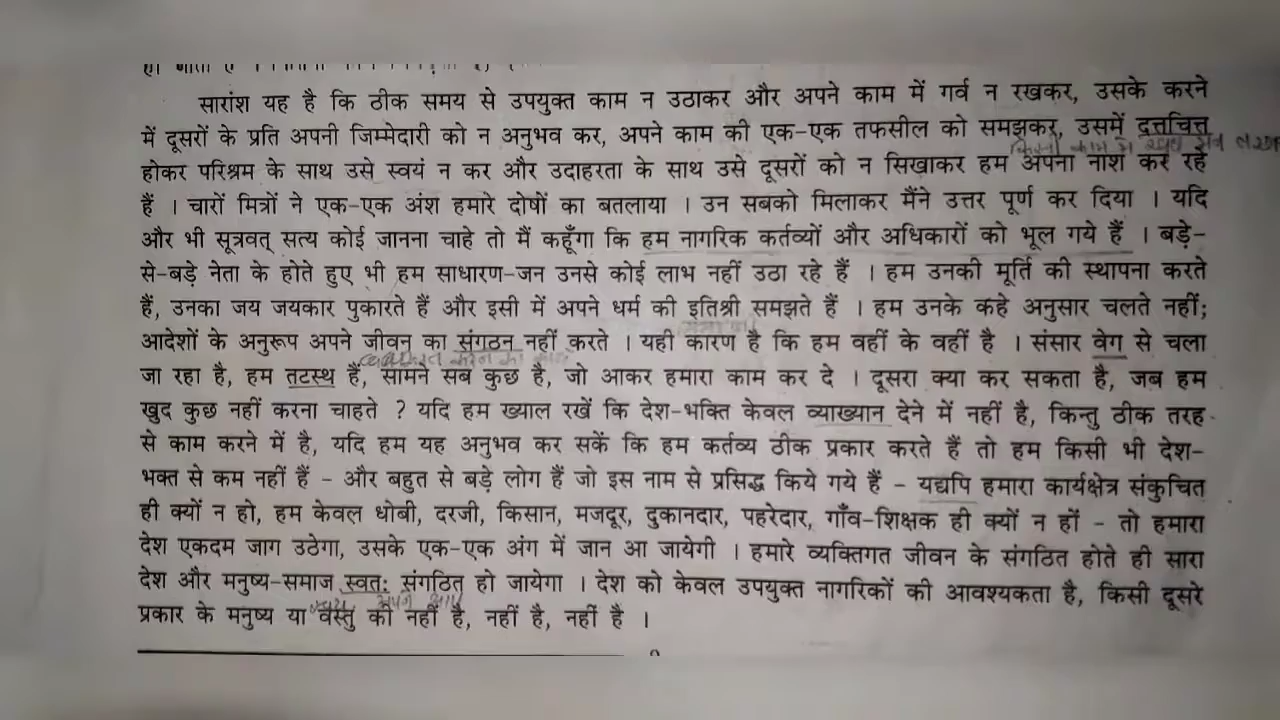 सारांश यह है कि ठीक समय से उपयुक्त काम न उठाकर और अपने काम में गर्व न रखकर, उसके करने
में दूसरों के प्रति अपनी जिम्मेदारी को न अनुभव कर, अपने काम की एक-एक तफसील को समझकर, उसमें दत्तचित्त
होकर परिश्रम के साथ उसे स्वयं न कर और उदाहरता के साथ उसे दूसरों को न सिखाकर हम अपना नाश कर रहे
हैं । चारों मित्रों ने एक-एक अंश हमारे दोषों का बतलाया । उन सबको मिलाकर मैंने उत्तर पूर्ण कर दिया । यदि
और भी सूत्रवत् सत्य कोई जानना चाहे तो मैं कहूँगा कि हम नागरिक कर्तव्यों और अधिकारों को भूल गये हैं । बड़े-
से-बड़े नेता के होते हुए भी हम साधारण-जन उनसे कोई लाभ नहीं उठा रहे हैं । हम उनकी मूर्ति की स्थापना करते
हैं, उनका जय जयकार पुकारते हैं और इसी में अपने धर्म की इतिश्री समझते हैं । हम उनके कहे अनुसार चलते नहीं;
आदेशों के अनुरूप अपने जीवन का संगठन नहीं करते । यही कारण है कि हम वहीं के वहीं है । संसार वेग से चला
जा रहा है, हम तटस्थ हैं, सामने सब कुछ है, जो आकर हमारा काम कर दे । दूसरा क्या कर सकता है, जब हम
खुद कुछ नहीं करना चाहते ? यदि हम ख्याल रखें कि देश-भक्ति केवल व्याख्यान देने में नहीं है, किन्तु ठीक तरह
से काम करने में है, यदि हम यह अनुभव कर सकें कि हम कर्तव्य ठीक प्रकार करते हैं तो हम किसी भी देश-
भक्त से कम नहीं हैं - और बहुत से बड़े लोग हैं जो इस नाम से प्रसिद्ध किये गये हैं - यद्यपि हमारा कार्यक्षेत्र संकुचित
ही क्यों न हो, हम केवल धोबी, दरजी, किसान, मजदूर, दुकानदार, पहरेदार, गाँव-शिक्षक ही क्यों न हों - तो हमारा
देश एकदम जाग उठेगा, उसके एक-एक अंग में जान आ जायेगी । हमारे व्यक्तिगत जीवन के संगठित होते ही सारा
देश और मनुष्य-समाज स्वतः संगठित हो जायेगा । देश को केवल उपयुक्त नागरिकों की आवश्यकता है, किसी दूसरे
अपने आप
प्रकार के मनुष्य या वस्तु की नहीं है, नहीं है, नहीं है ।